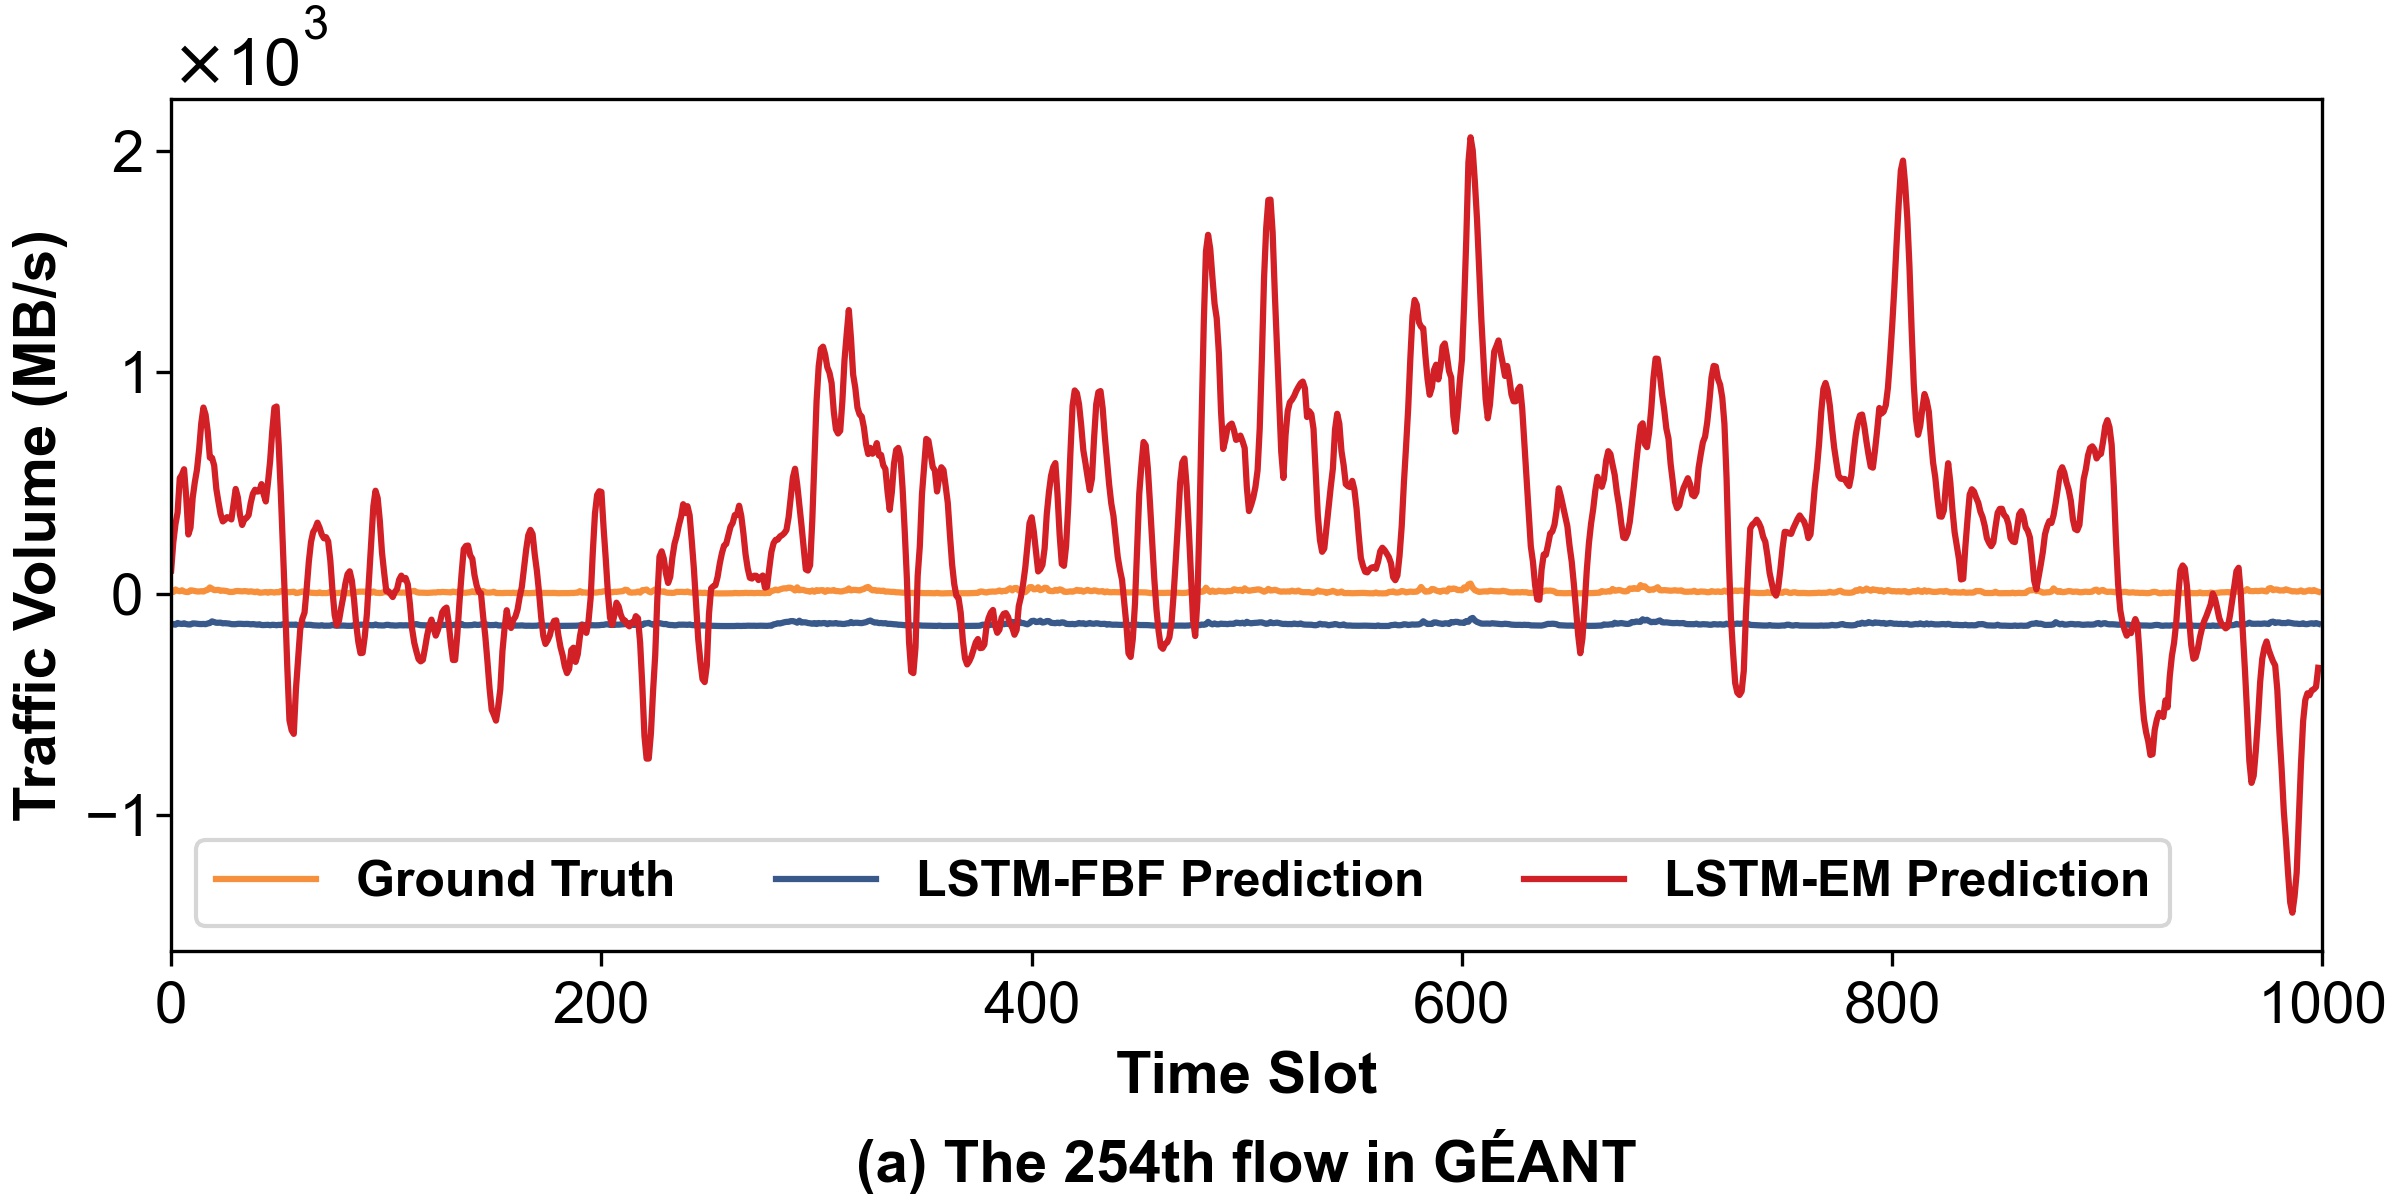 ×10³
2
1
0
−1
Traffic Volume (MB/s)
Ground Truth
LSTM-FBF Prediction
LSTM-EM Prediction
0 200 400 600 800 1000
Time Slot
(a) The 254th flow in GÉANT